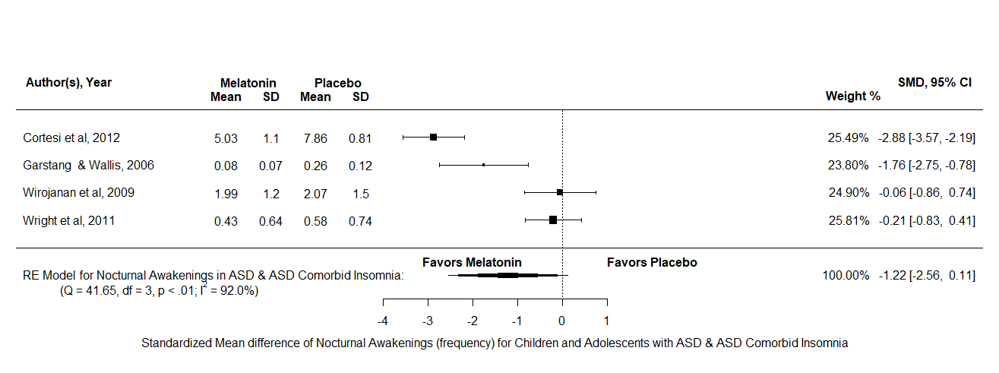 Author(s), Year Melatonin Placebo SMD, 95% CI
Mean SD Mean SD Weight %
Cortesi et al, 2012 5.03 1.1 7.86 0.81 25.49% -2.88 [-3.57, -2.19]
Garstang & Wallis, 2006 0.08 0.07 0.26 0.12 23.80% -1.76 [-2.75, -0.78]
Wirojanan et al, 2009 1.99 1.2 2.07 1.5 24.90% -0.06 [-0.86, 0.74]
Wright et al, 2011 0.43 0.64 0.58 0.74 25.81% -0.21 [-0.83, 0.41]
Favors Melatonin Favors Placebo
RE Model for Nocturnal Awakenings in ASD & ASD Comorbid Insomnia: 100.00% -1.22 [-2.56, 0.11]
(Q = 41.65, df = 3, p < .01; I² = 92.0%)
-4 -3 -2 -1 0 1
Standardized Mean difference of Nocturnal Awakenings (frequency) for Children and Adolescents with ASD & ASD Comorbid Insomnia